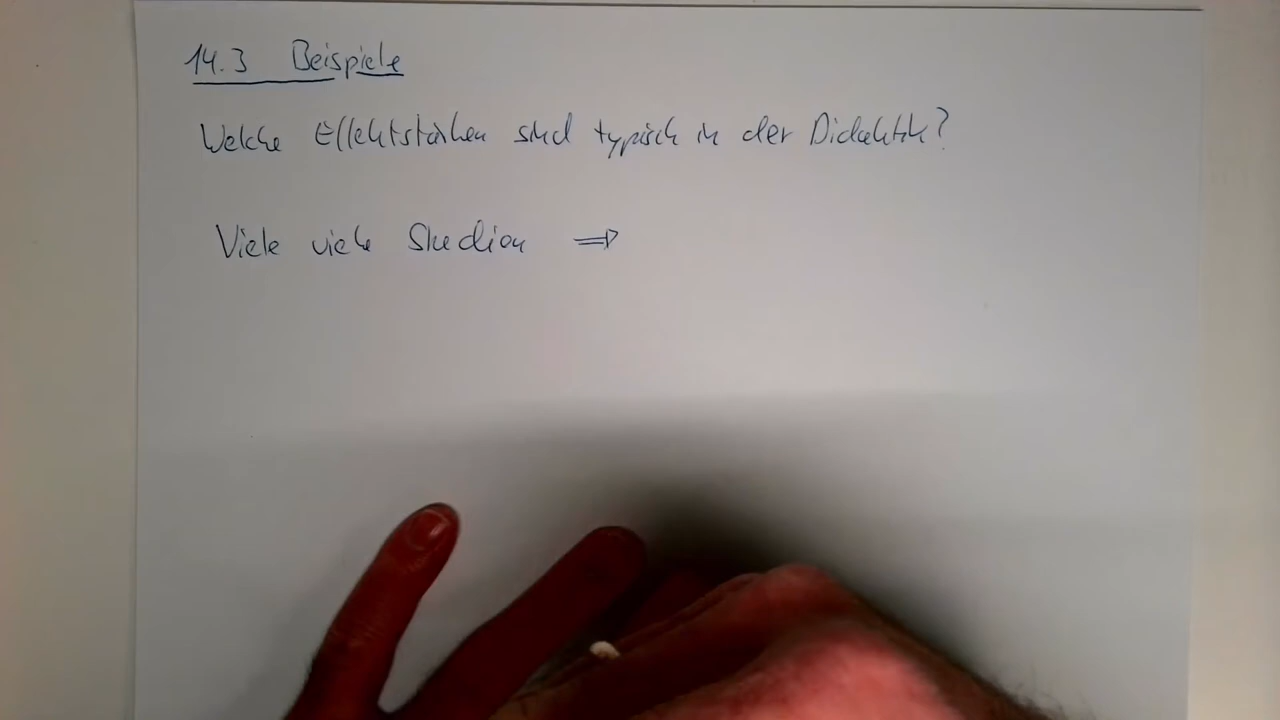 14.3 Beispiele
Welche Effektstärken sind typisch in der Didaktik?
Viele viele Studien ⇒